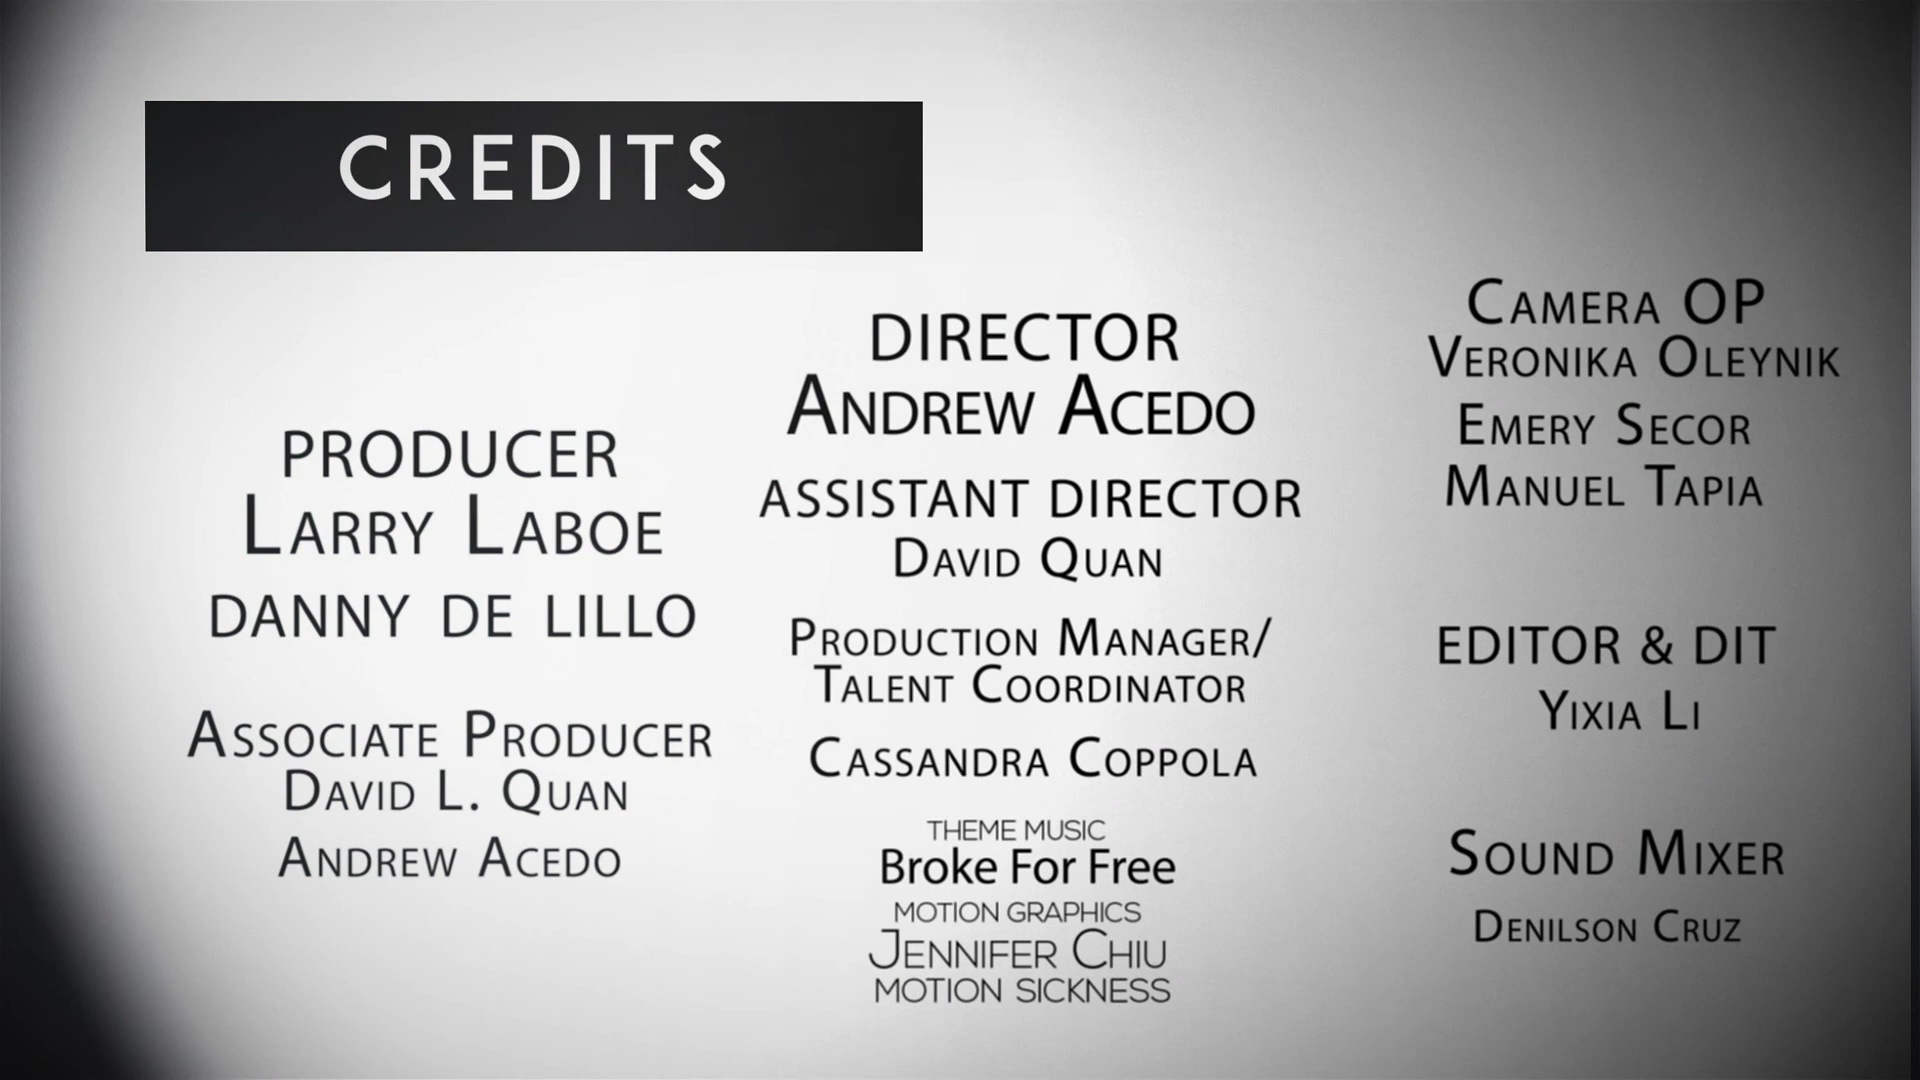 CREDITS
PRODUCER
LARRY LABOE
DANNY DE LILLO
ASSOCIATE PRODUCER
DAVID L. QUAN
ANDREW ACEDO
DIRECTOR
ANDREW ACEDO
ASSISTANT DIRECTOR
DAVID QUAN
PRODUCTION MANAGER/
TALENT COORDINATOR
CASSANDRA COPPOLA
THEME MUSIC
Broke For Free
MOTION GRAPHICS
JENNIFER CHIU
MOTION SICKNESS
CAMERA OP
VERONIKA OLEYNIK
EMERY SECOR
MANUEL TAPIA
EDITOR & DIT
YIXIA LI
SOUND MIXER
DENILSON CRUZ